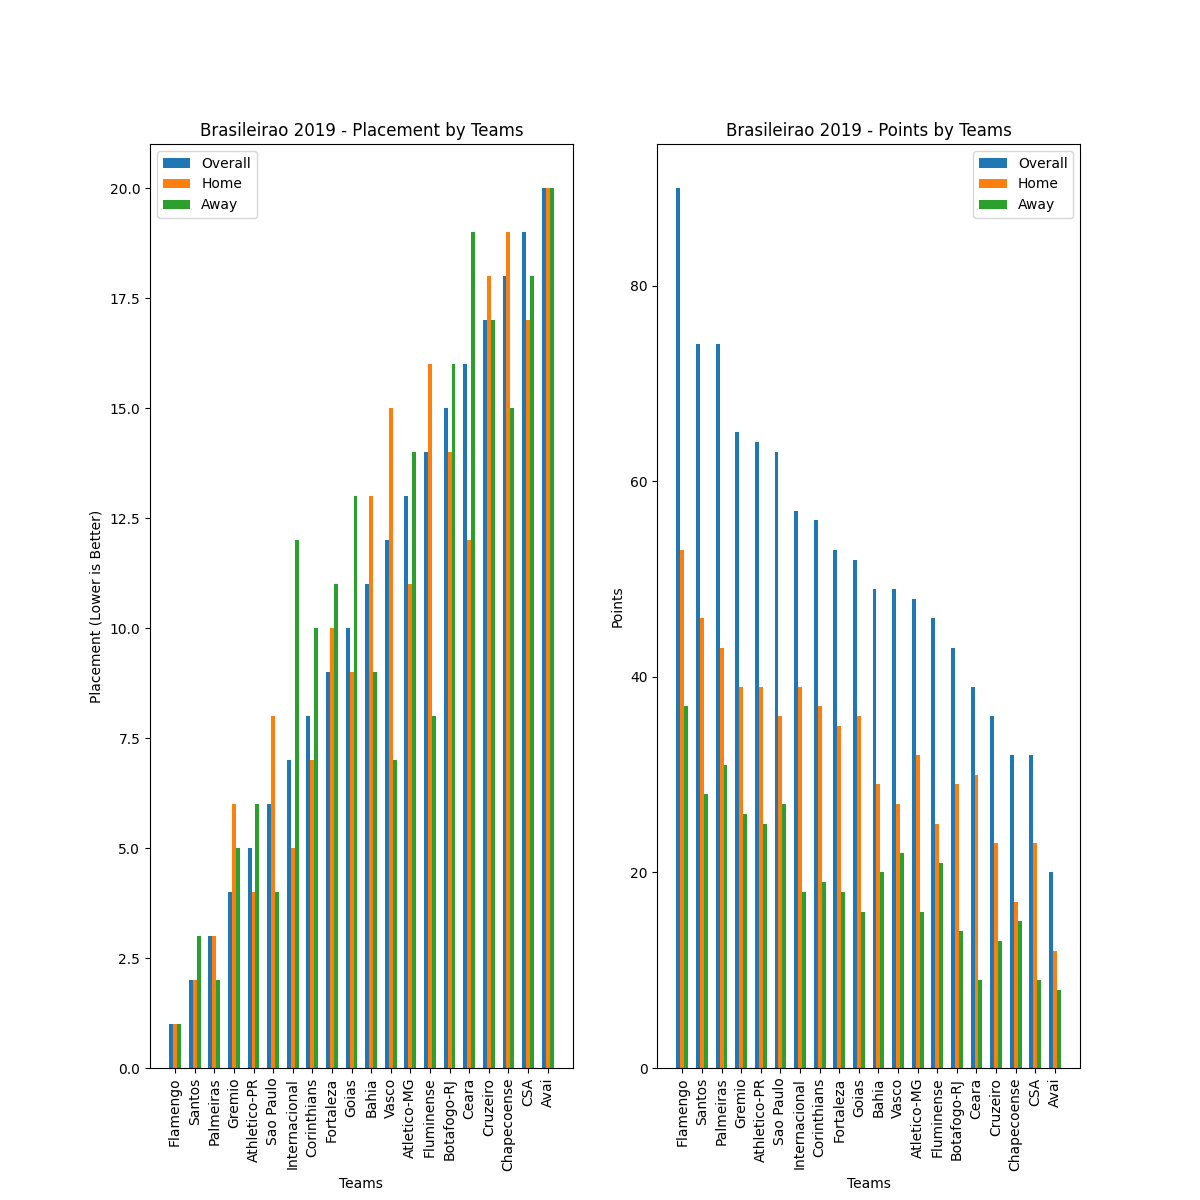 Brasileirao 2019 - Placement by Teams
Overall
Home
Away
20.0
17.5
15.0
12.5
10.0
7.5
5.0
2.5
0.0
Placement (Lower is Better)
Flamengo
Santos
Palmeiras
Gremio
Athletico-PR
Sao Paulo
Internacional
Corinthians
Fortaleza
Goias
Bahia
Vasco
Atletico-MG
Fluminense
Botafogo-RJ
Ceara
Cruzeiro
Chapecoense
CSA
Avai
Teams
Brasileirao 2019 - Points by Teams
Overall
Home
Away
80
60
40
20
0
Points
Flamengo
Santos
Palmeiras
Gremio
Athletico-PR
Sao Paulo
Internacional
Corinthians
Fortaleza
Goias
Bahia
Vasco
Atletico-MG
Fluminense
Botafogo-RJ
Ceara
Cruzeiro
Chapecoense
CSA
Avai
Teams